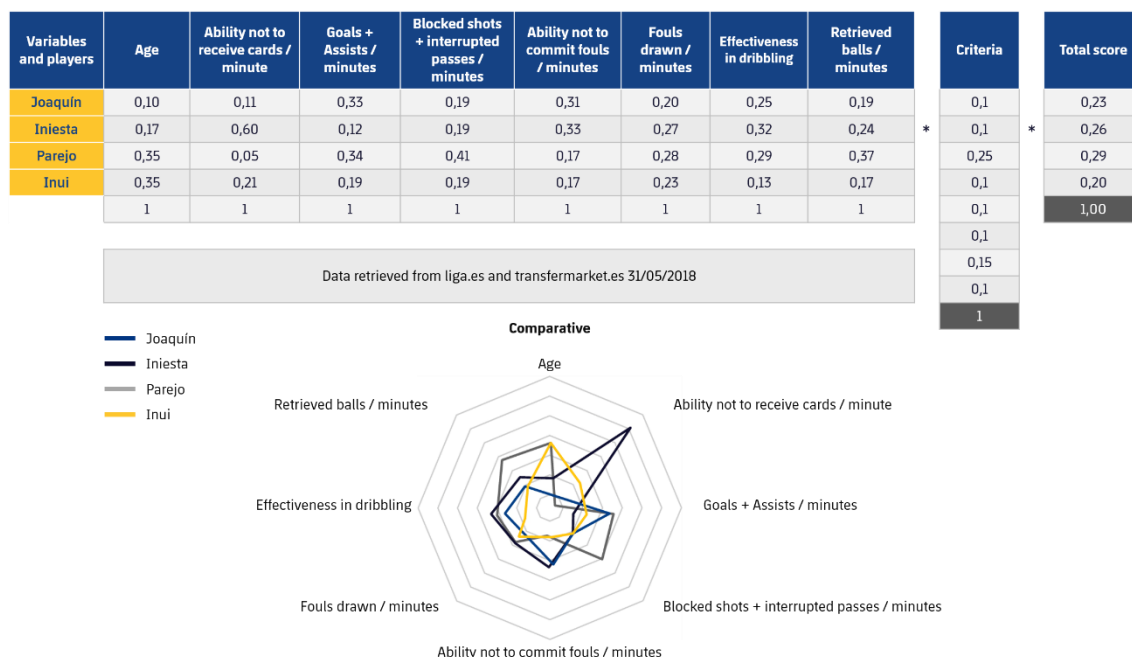 Variables and players | Age | Ability not to receive cards / minute | Goals + Assists / minutes | Blocked shots + interrupted passes / minutes | Ability not to commit fouls / minutes | Fouls drawn / minutes | Effectiveness in dribbling | Retrieved balls / minutes | Criteria | Total score
Joaquín | 0,10 | 0,11 | 0,33 | 0,19 | 0,31 | 0,20 | 0,25 | 0,19 | 0,1 | 0,23
Iniesta | 0,17 | 0,60 | 0,12 | 0,19 | 0,33 | 0,27 | 0,32 | 0,24 | * | 0,1 | * | 0,26
Parejo | 0,35 | 0,05 | 0,34 | 0,41 | 0,17 | 0,28 | 0,29 | 0,37 | 0,25 | 0,29
Inui | 0,35 | 0,21 | 0,19 | 0,19 | 0,17 | 0,23 | 0,13 | 0,17 | 0,1 | 0,20
1 | 1 | 1 | 1 | 1 | 1 | 1 | 1 | 0,1 | 1,00
0,1
Data retrieved from liga.es and transfermarket.es 31/05/2018
0,15
0,1
1
Joaquín
Iniesta
Parejo
Inui
Comparative
Age
Ability not to receive cards / minute
Goals + Assists / minutes
Blocked shots + interrupted passes / minutes
Ability not to commit fouls / minutes
Fouls drawn / minutes
Effectiveness in dribbling
Retrieved balls / minutes